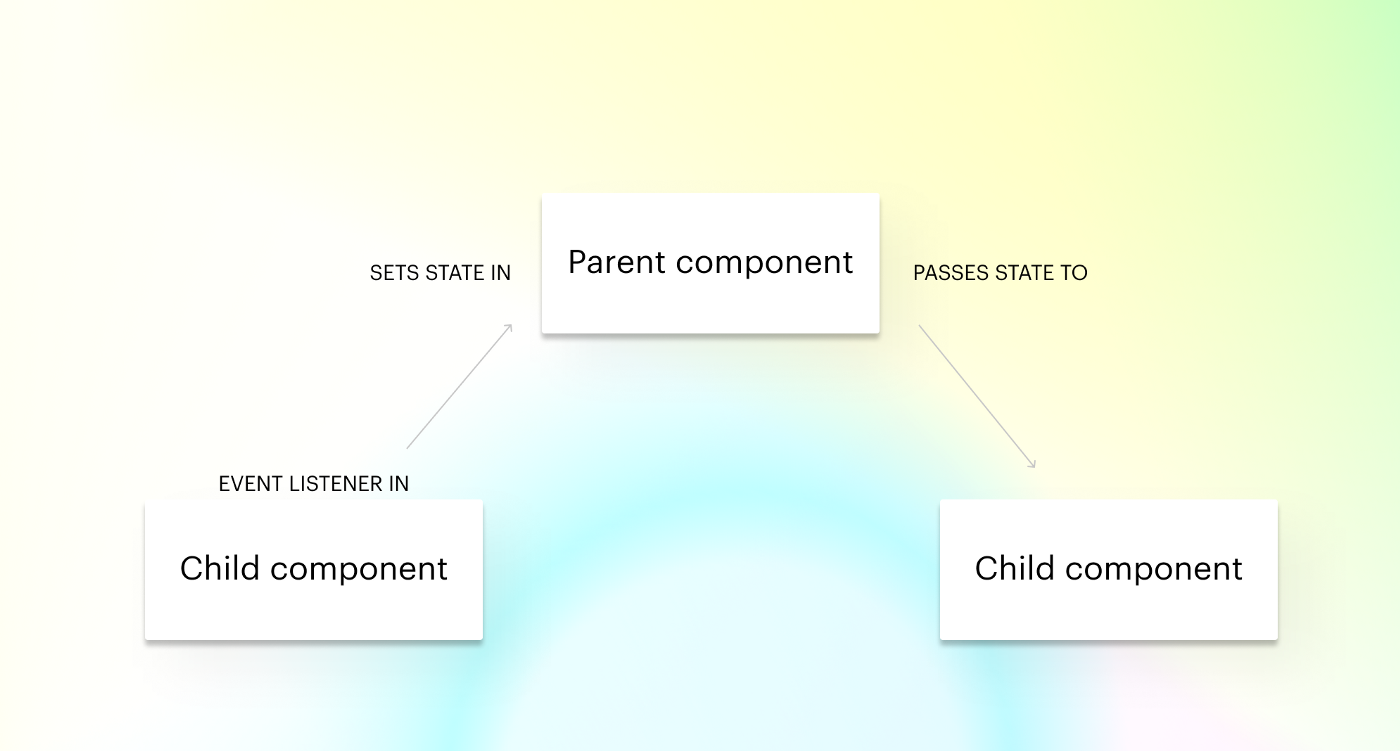 Parent component
SETS STATE IN
PASSES STATE TO
EVENT LISTENER IN
Child component
Child component